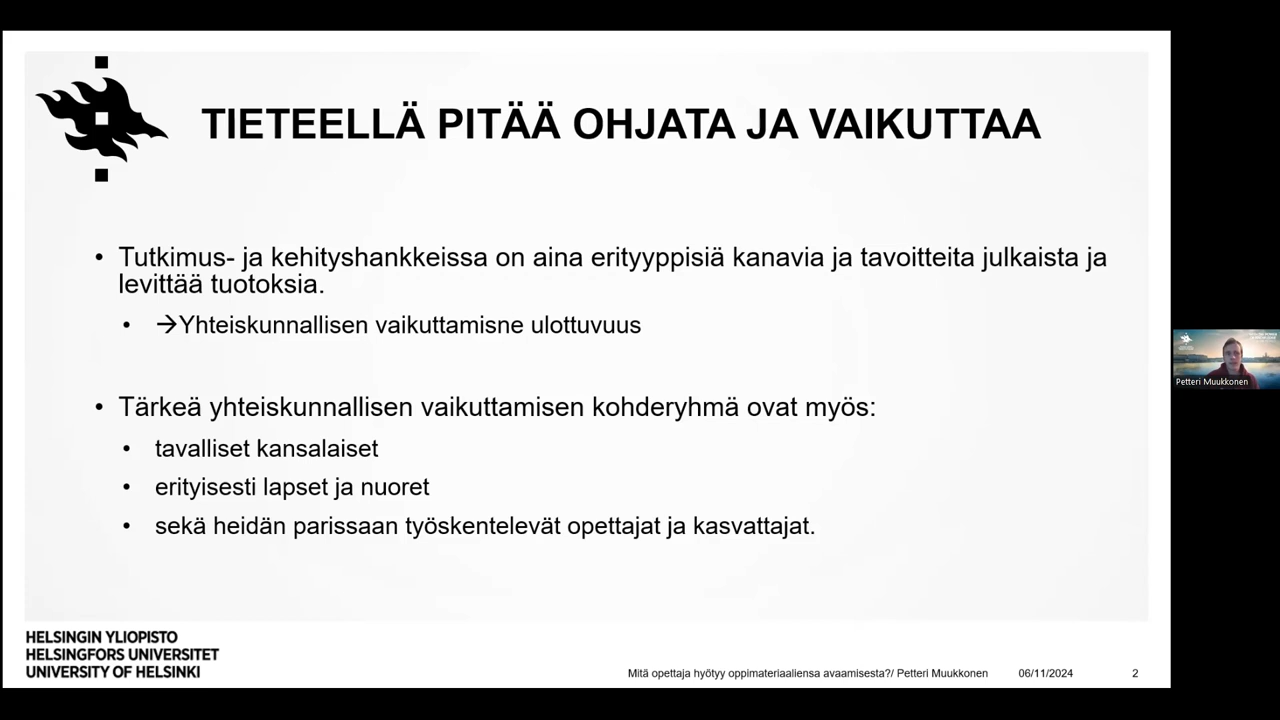 TIETEELLÄ PITÄÄ OHJATA JA VAIKUTTAA
• Tutkimus- ja kehityshankkeissa on aina erityyppisiä kanavia ja tavoitteita julkaista ja
levittää tuotoksia.
• →Yhteiskunnallisen vaikuttamisne ulottuvuus
• Tärkeä yhteiskunnallisen vaikuttamisen kohderyhmä ovat myös:
• tavalliset kansalaiset
• erityisesti lapset ja nuoret
• sekä heidän parissaan työskentelevät opettajat ja kasvattajat.
Petteri Muukkonen
HELSINGIN YLIOPISTO
HELSINGFORS UNIVERSITET
UNIVERSITY OF HELSINKI
Mitä opettaja hyötyy oppimateriaaliensa avaamisesta?/ Petteri Muukkonen 06/11/2024 2